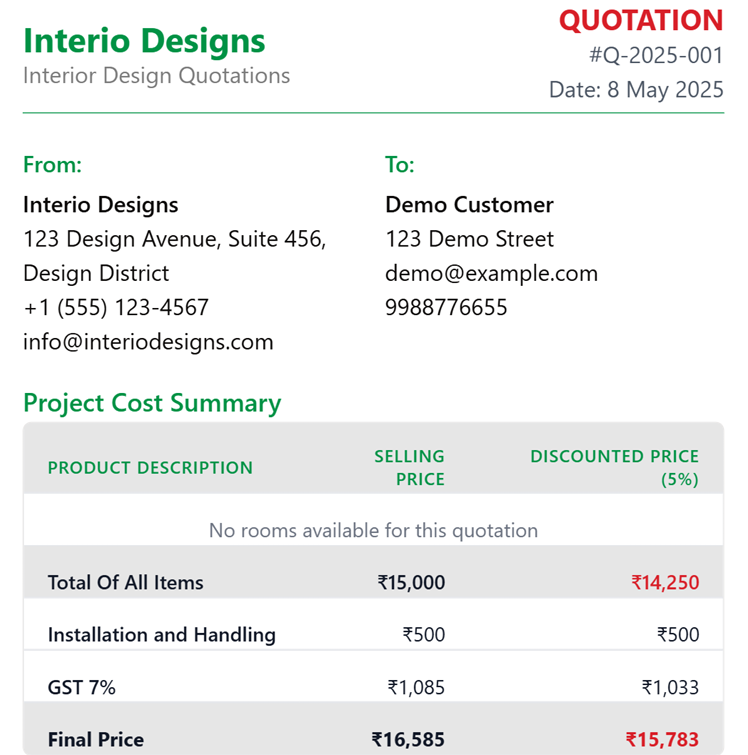 Interio Designs
Interior Design Quotations
QUOTATION
#Q-2025-001
Date: 8 May 2025
From:
Interio Designs
123 Design Avenue, Suite 456,
Design District
+1 (555) 123-4567
info@interiodesigns.com
To:
Demo Customer
123 Demo Street
demo@example.com
9988776655
Project Cost Summary
PRODUCT DESCRIPTION SELLING PRICE DISCOUNTED PRICE (5%)
No rooms available for this quotation
Total Of All Items ₹15,000 ₹14,250
Installation and Handling ₹500 ₹500
GST 7% ₹1,085 ₹1,033
Final Price ₹16,585 ₹15,783